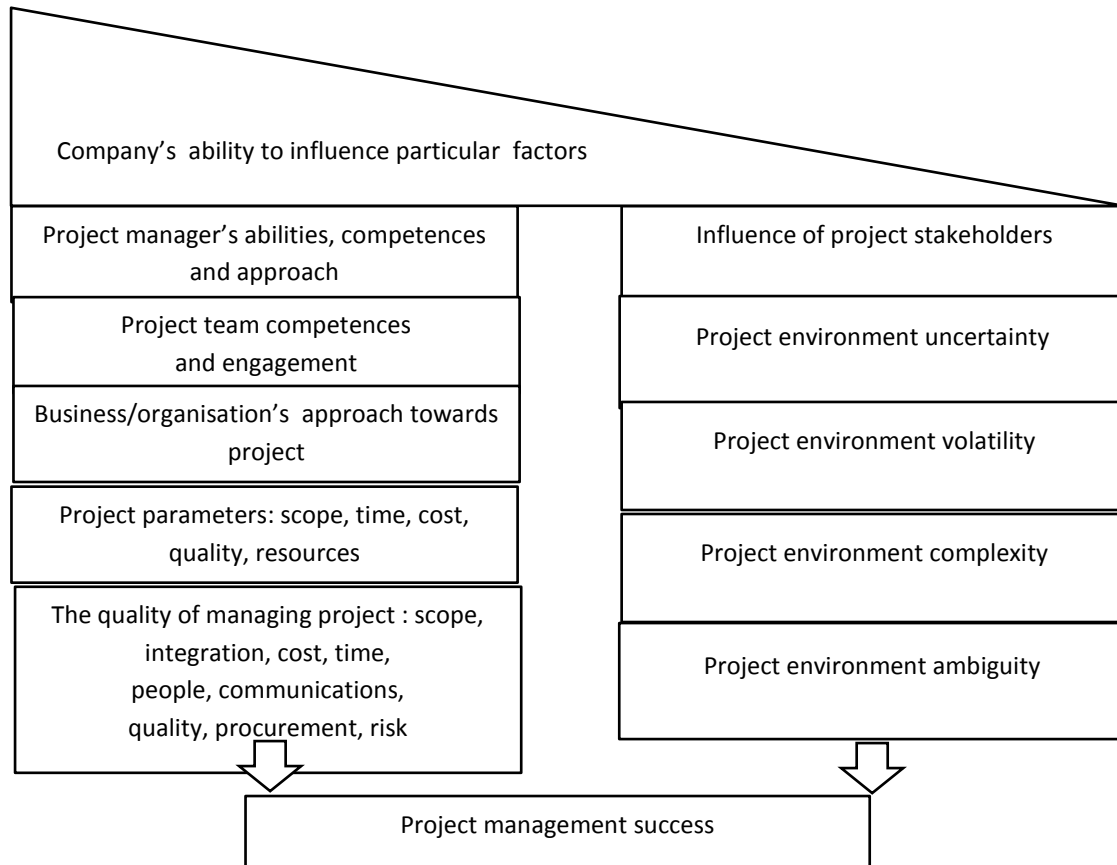 Company’s ability to influence particular factors
Project manager’s abilities, competences
and approach
Project team competences
and engagement
Business/organisation’s approach towards
project
Project parameters: scope, time, cost,
quality, resources
The quality of managing project : scope,
integration, cost, time,
people, communications,
quality, procurement, risk
Influence of project stakeholders
Project environment uncertainty
Project environment volatility
Project environment complexity
Project environment ambiguity
Project management success